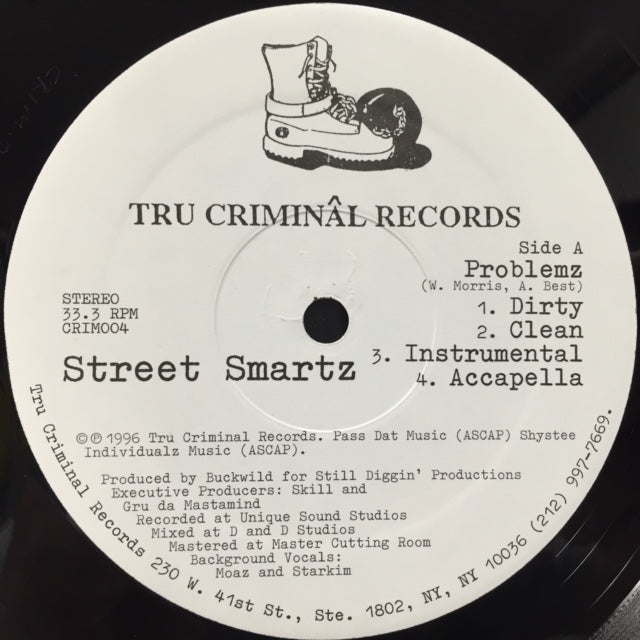 TRU CRIMINÂL RECORDS
Side A
Problemz
(W. Morris, A. Best)
1. Dirty
2. Clean
3. Instrumental
4. Accapella
STEREO
33.3 RPM
CRIM004
Street Smartz
©℗1996 Tru Criminal Records. Pass Dat Music (ASCAP) Shystee
Individualz Music (ASCAP).
Produced by Buckwild for Still Diggin' Productions
Executive Producers: Skill and
Gru da Mastamind
Recorded at Unique Sound Studios
Mixed at D and D Studios
Mastered at Master Cutting Room
Background Vocals:
Moaz and Starkim
Tru Criminal Records 230 W. 41st St., Ste. 1802, NY, NY 10036 (212) 997-7669.